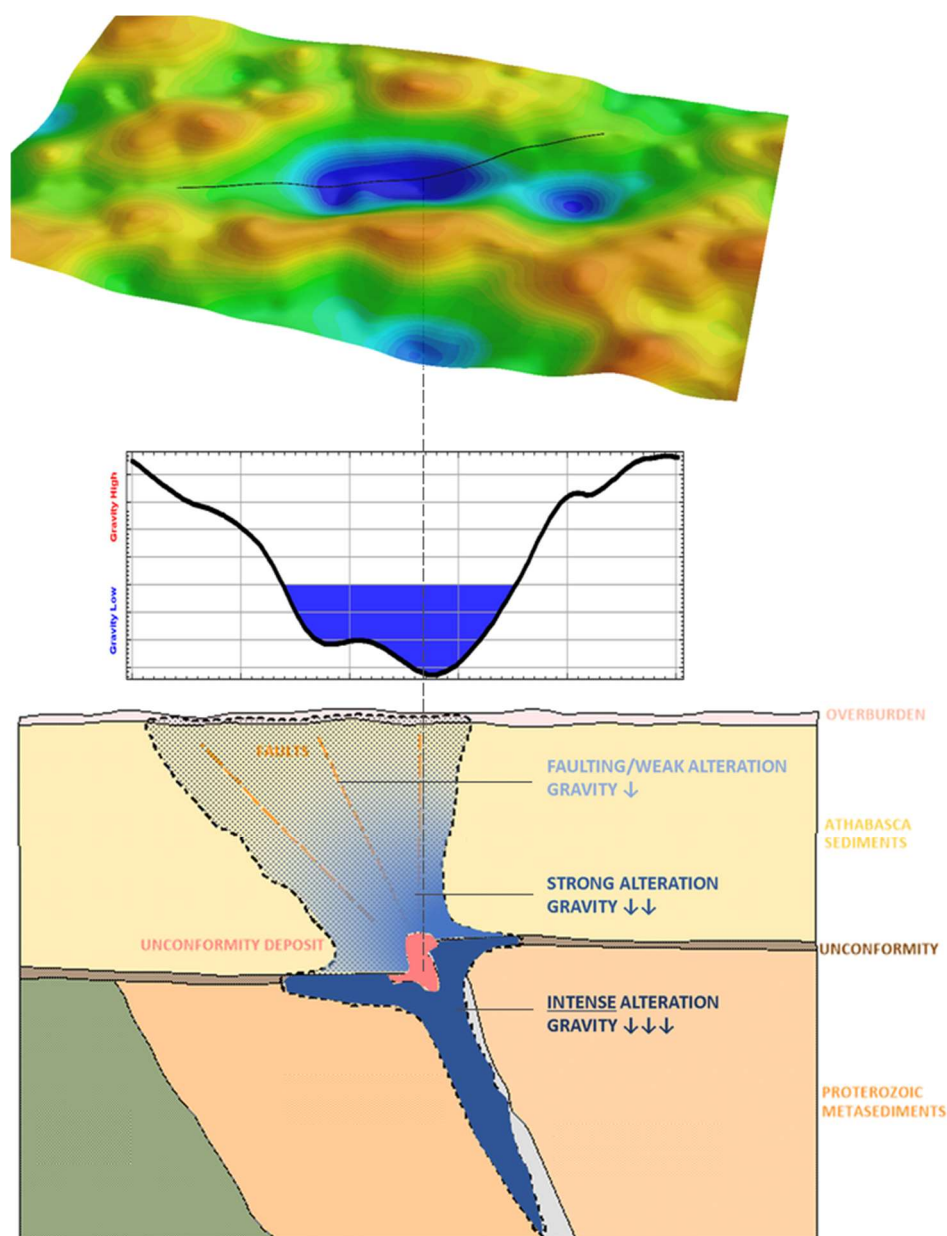 Gravity High
Gravity Low
OVERBURDEN
FAULTS
FAULTING/WEAK ALTERATION
GRAVITY ↓
ATHABASCA
SEDIMENTS
STRONG ALTERATION
GRAVITY ↓↓
UNCONFORMITY DEPOSIT
UNCONFORMITY
INTENSE ALTERATION
GRAVITY ↓↓↓
PROTEROZOIC
METASEDIMENTS